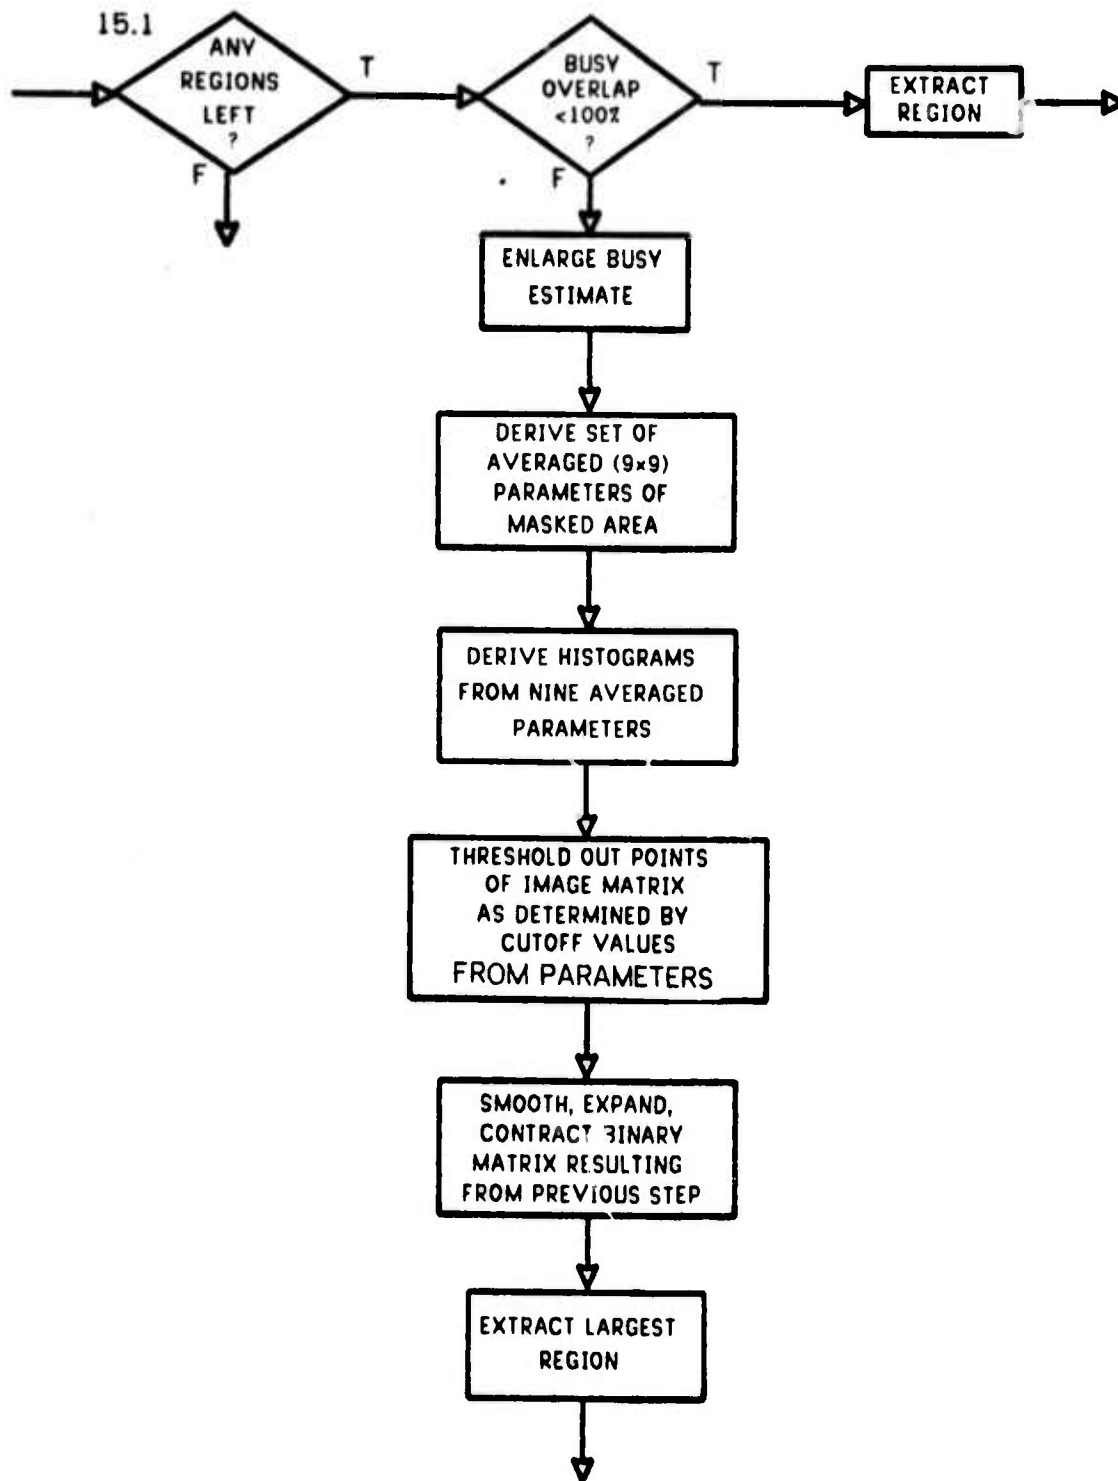 15.1
ANY
REGIONS
LEFT
?
T
F
BUSY
OVERLAP
<100%
?
T
F
EXTRACT
REGION
ENLARGE BUSY
ESTIMATE
DERIVE SET OF
AVERAGED (9×9)
PARAMETERS OF
MASKED AREA
DERIVE HISTOGRAMS
FROM NINE AVERAGED
PARAMETERS
THRESHOLD OUT POINTS
OF IMAGE MATRIX
AS DETERMINED BY
CUTOFF VALUES
FROM PARAMETERS
SMOOTH, EXPAND,
CONTRACT BINARY
MATRIX RESULTING
FROM PREVIOUS STEP
EXTRACT LARGEST
REGION